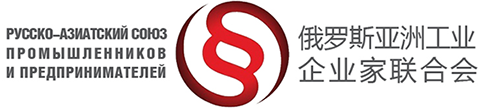 РУССКО-АЗИАТСКИЙ СОЮЗ
ПРОМЫШЛЕННИКОВ
И ПРЕДПРИНИМАТЕЛЕЙ
俄罗斯亚洲工业
企业家联合会